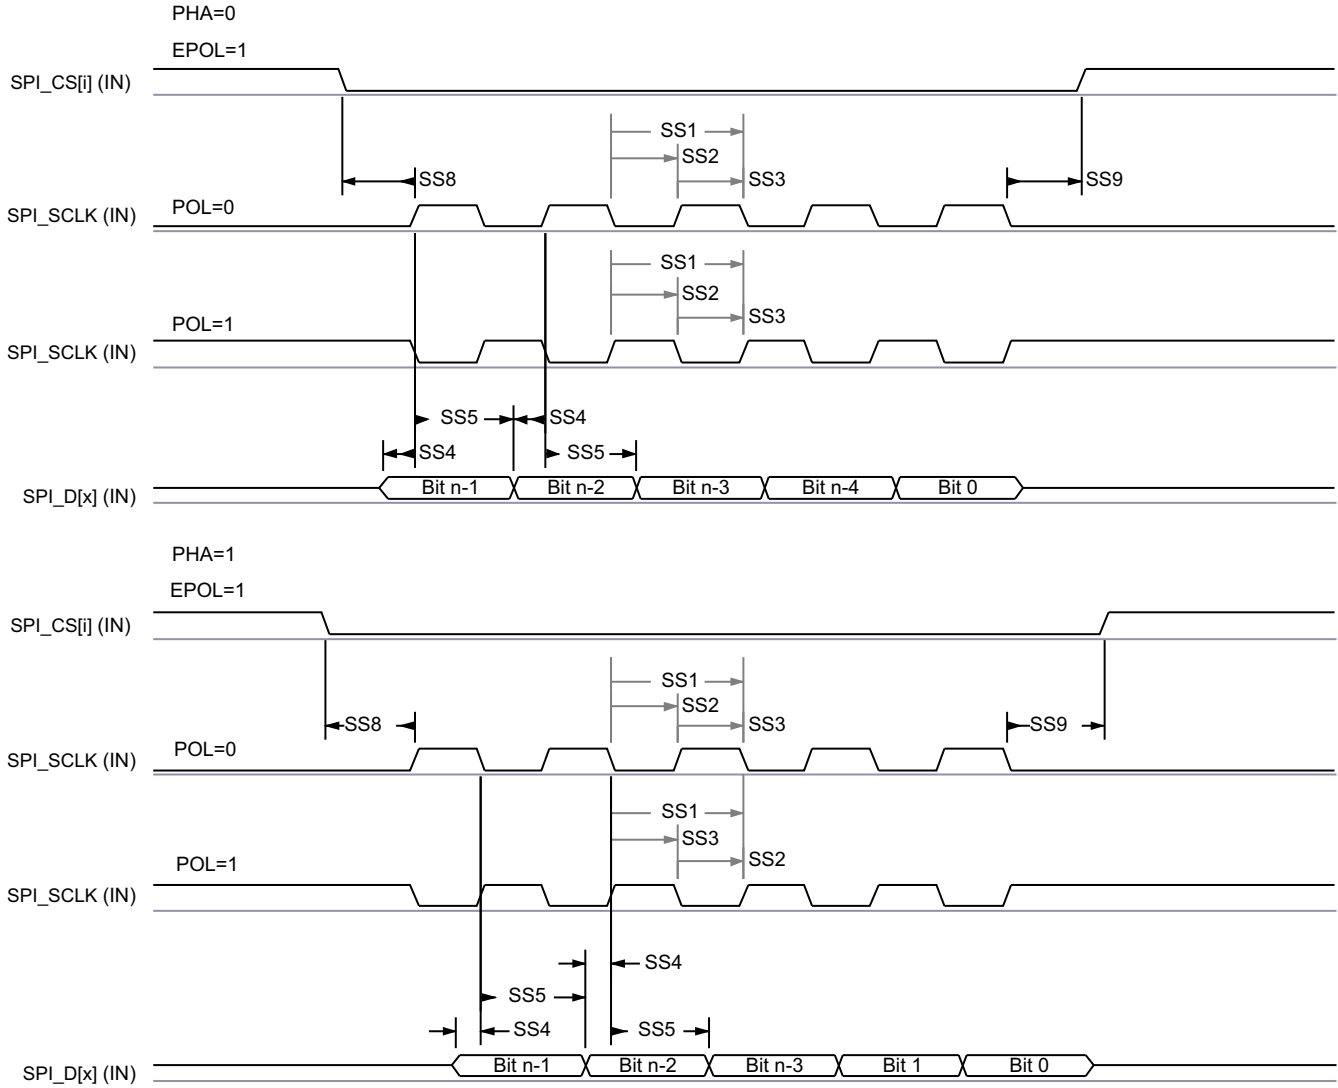 PHA=0
EPOL=1
SPI_CS[i] (IN)
SS1
SS2
SS8
SS3
SS9
POL=0
SPI_SCLK (IN)
SS1
SS2
SS3
POL=1
SPI_SCLK (IN)
SS5
SS4
SS4
SS5
SPI_D[x] (IN)
Bit n-1
Bit n-2
Bit n-3
Bit n-4
Bit 0
PHA=1
EPOL=1
SPI_CS[i] (IN)
SS1
SS2
SS8
SS3
SS9
POL=0
SPI_SCLK (IN)
SS1
SS3
SS2
POL=1
SPI_SCLK (IN)
SS4
SS5
SS4
SS5
SPI_D[x] (IN)
Bit n-1
Bit n-2
Bit n-3
Bit 1
Bit 0